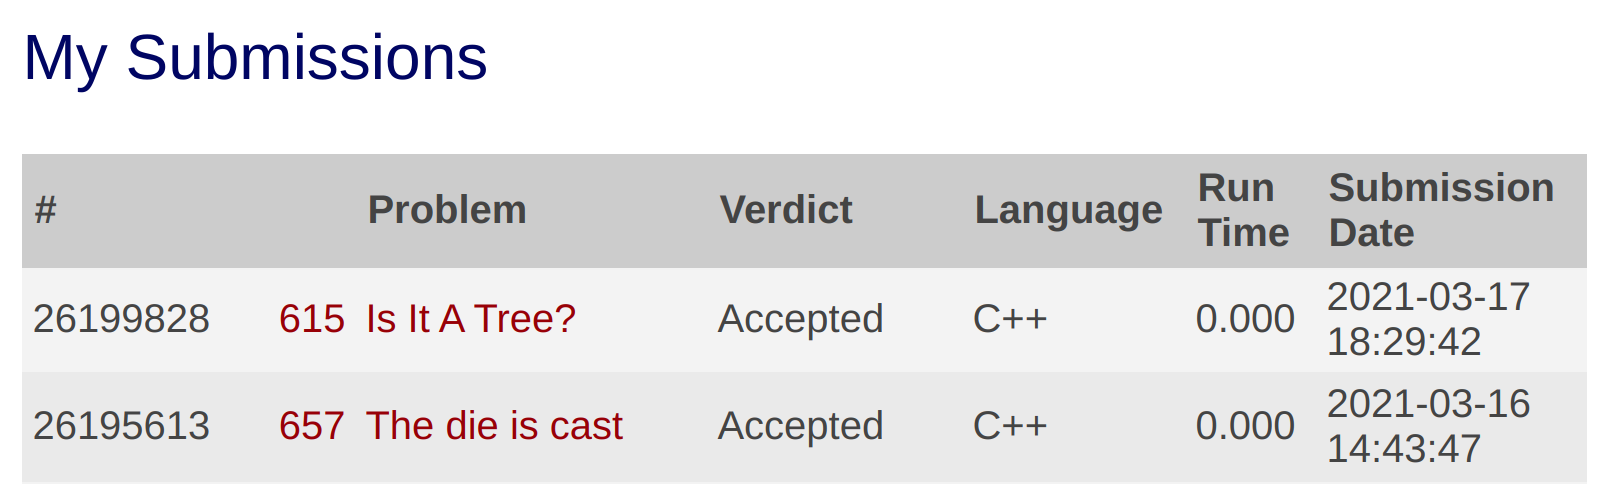 My Submissions
# Problem Verdict Language Run Time Submission Date
26199828 615 Is It A Tree? Accepted C++ 0.000 2021-03-17 18:29:42
26195613 657 The die is cast Accepted C++ 0.000 2021-03-16 14:43:47